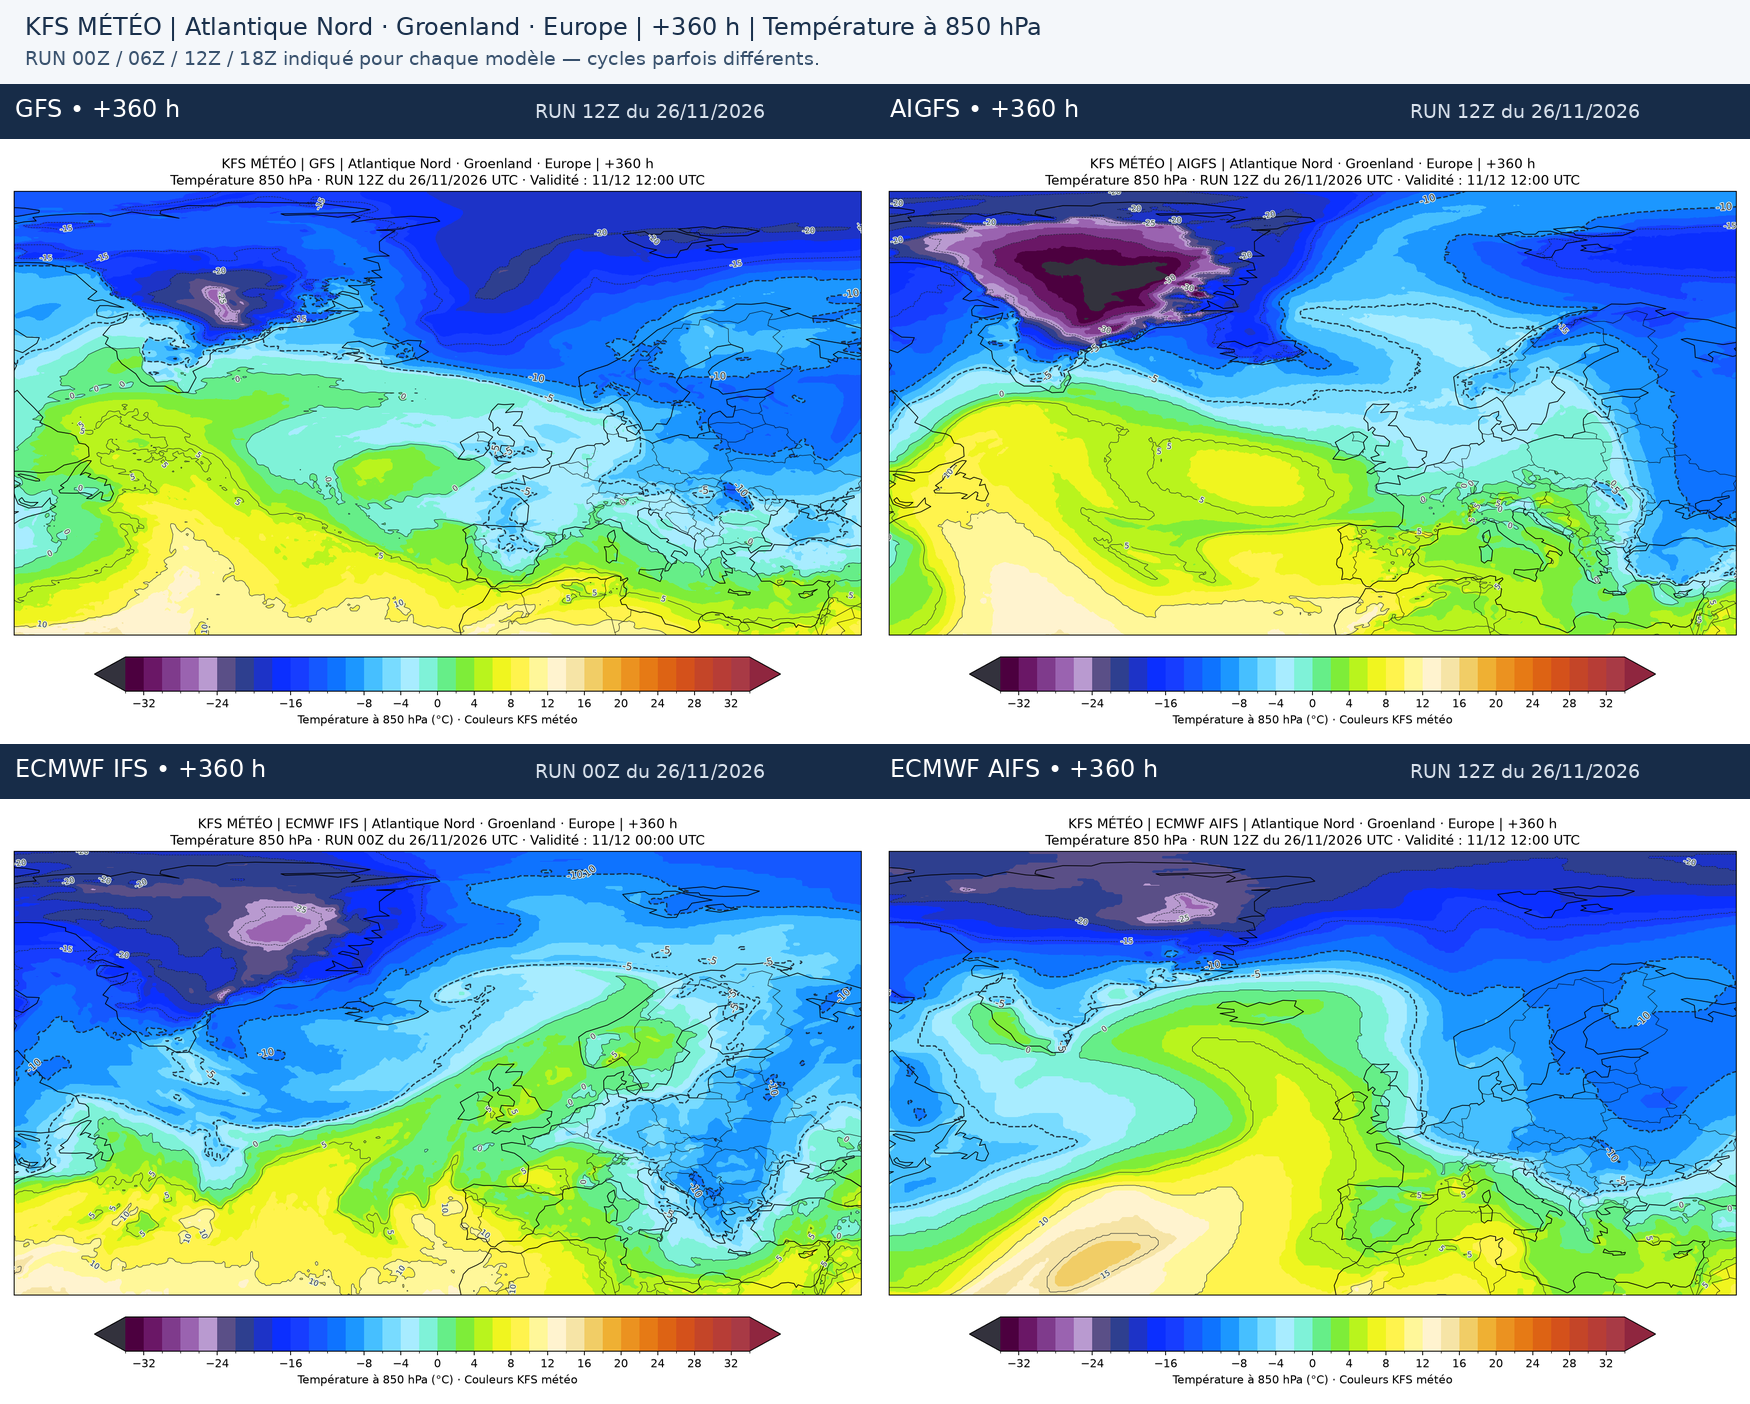 KFS MÉTÉO | Atlantique Nord · Groenland · Europe | +360 h | Température à 850 hPa
RUN 00Z / 06Z / 12Z / 18Z indiqué pour chaque modèle — cycles parfois différents.
GFS • +360 h
RUN 12Z du 26/11/2026
KFS MÉTÉO | GFS | Atlantique Nord · Groenland · Europe | +360 h
Température 850 hPa · RUN 12Z du 26/11/2026 UTC · Validité : 11/12 12:00 UTC
−32 −24 −16 −8 −4 0 4 8 12 16 20 24 28 32
Température à 850 hPa (°C) · Couleurs KFS météo
AIGFS • +360 h
RUN 12Z du 26/11/2026
KFS MÉTÉO | AIGFS | Atlantique Nord · Groenland · Europe | +360 h
Température 850 hPa · RUN 12Z du 26/11/2026 UTC · Validité : 11/12 12:00 UTC
−32 −24 −16 −8 −4 0 4 8 12 16 20 24 28 32
Température à 850 hPa (°C) · Couleurs KFS météo
ECMWF IFS • +360 h
RUN 00Z du 26/11/2026
KFS MÉTÉO | ECMWF IFS | Atlantique Nord · Groenland · Europe | +360 h
Température 850 hPa · RUN 00Z du 26/11/2026 UTC · Validité : 11/12 00:00 UTC
−32 −24 −16 −8 −4 0 4 8 12 16 20 24 28 32
Température à 850 hPa (°C) · Couleurs KFS météo
ECMWF AIFS • +360 h
RUN 12Z du 26/11/2026
KFS MÉTÉO | ECMWF AIFS | Atlantique Nord · Groenland · Europe | +360 h
Température 850 hPa · RUN 12Z du 26/11/2026 UTC · Validité : 11/12 12:00 UTC
−32 −24 −16 −8 −4 0 4 8 12 16 20 24 28 32
Température à 850 hPa (°C) · Couleurs KFS météo